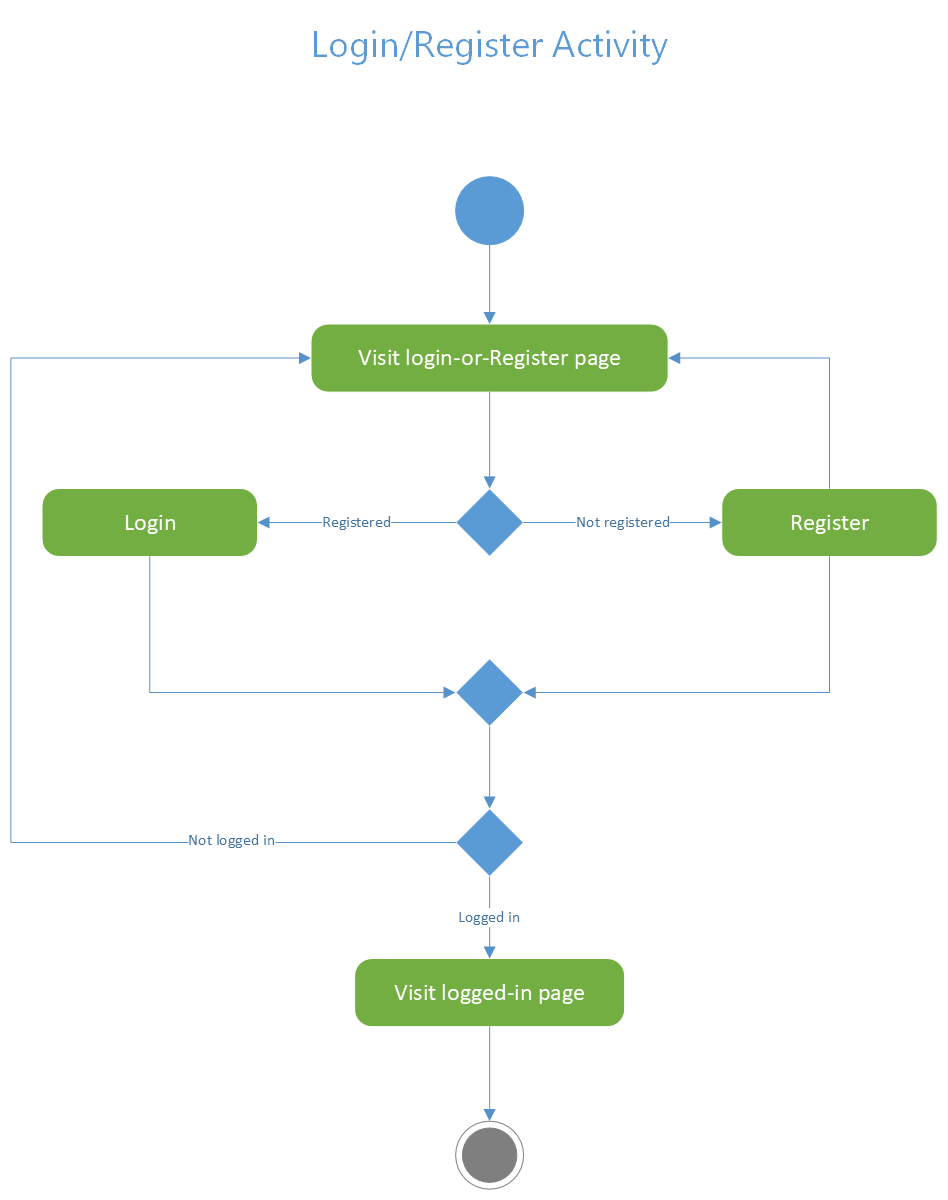 Login/Register Activity
Visit login-or-Register page
Login
Registered
Not registered
Register
Not logged in
Logged in
Visit logged-in page